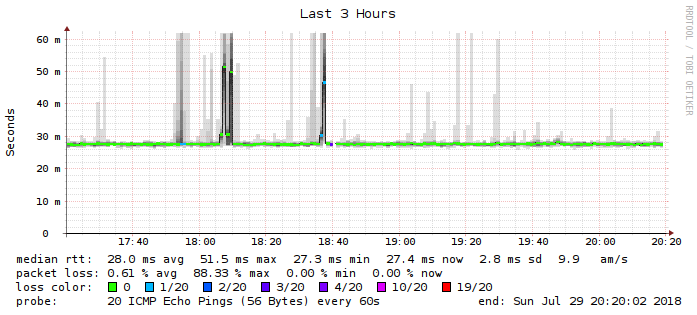 Last 3 Hours
RRDTOOL / TOBI OETIKER
Seconds
60 m
50 m
40 m
30 m
20 m
10 m
0
17:40 18:00 18:20 18:40 19:00 19:20 19:40 20:00 20:20
median rtt: 28.0 ms avg 51.5 ms max 27.3 ms min 27.4 ms now 2.8 ms sd 9.9 am/s
packet loss: 0.61 % avg 88.33 % max 0.00 % min 0.00 % now
loss color: 0 1/20 2/20 3/20 4/20 10/20 19/20
probe: 20 ICMP Echo Pings (56 Bytes) every 60s end: Sun Jul 29 20:20:02 2018